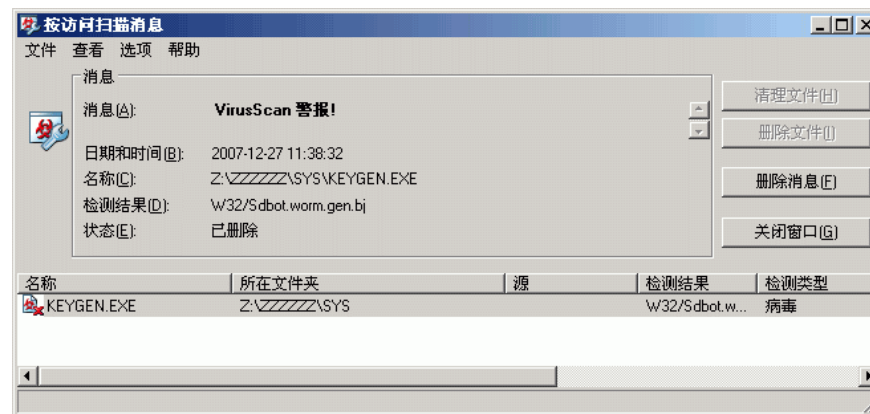 按访问扫描消息
文件 查看 选项 帮助
消息
消息(A): VirusScan 警报!
日期和时间(B): 2007-12-27 11:38:32
名称(C): Z:\ZZZZZZ\SYS\KEYGEN.EXE
检测结果(D): W32/Sdbot.worm.gen.bj
状态(E): 已删除
清理文件(H)
删除文件(I)
删除消息(F)
关闭窗口(G)
名称 所在文件夹 源 检测结果 检测类型
KEYGEN.EXE Z:\ZZZZZZ\SYS W32/Sdbot.w... 病毒